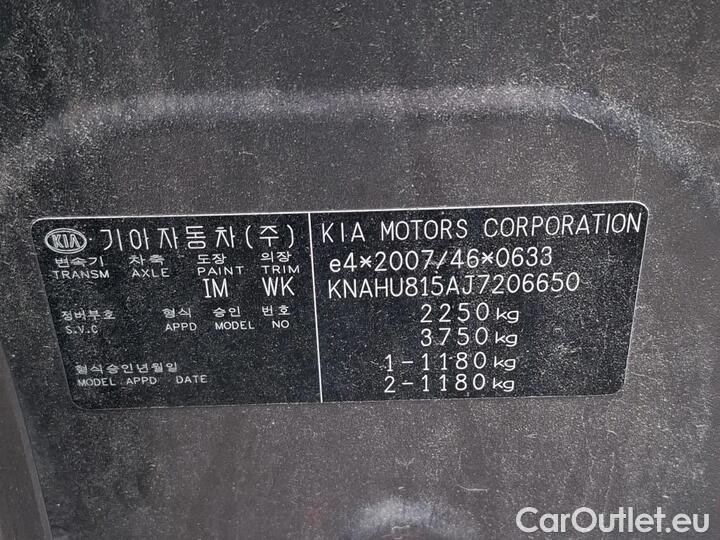 KIA 기아자동차(주)
변속기 차축 도장 의장
TRANSM AXLE PAINT TRIM
IM WK
정비부호 형식 승인 번호
S.V.C APPD MODEL NO
형식승인년월일
MODEL APPD DATE
KIA MOTORS CORPORATION
e4*2007/46*0633
KNAHU815AJ7206650
2250kg
3750kg
1-1180kg
2-1180kg
CarOutlet.eu